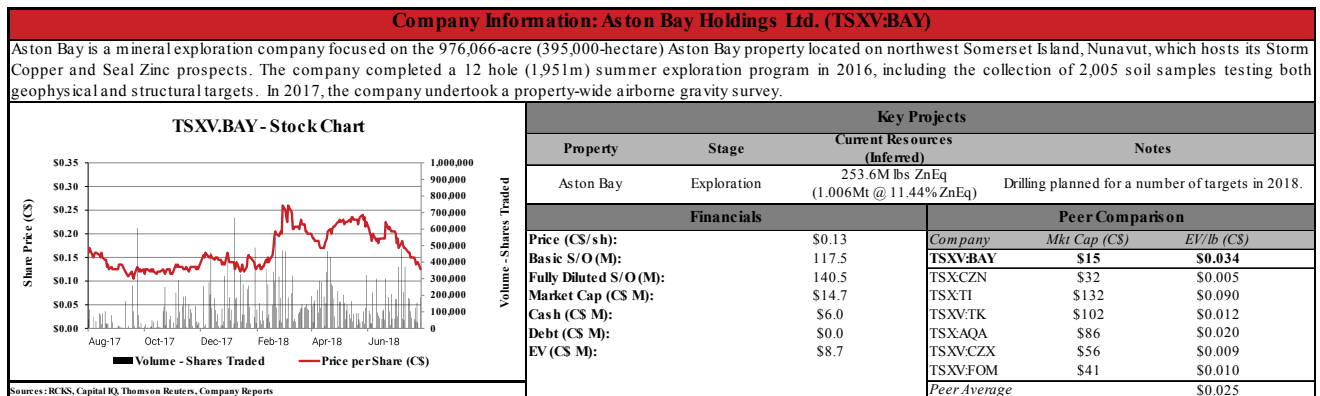 Company Information: Aston Bay Holdings Ltd. (TSXV:BAY)
Aston Bay is a mineral exploration company focused on the 976,066-acre (395,000-hectare) Aston Bay property located on northwest Somerset Island, Nunavut, which hosts its Storm
Copper and Seal Zinc prospects. The company completed a 12 hole (1,951m) summer exploration program in 2016, including the collection of 2,005 soil samples testing both
geophysical and structural targets. In 2017, the company undertook a property-wide airborne gravity survey.
TSXV.BAY - Stock Chart
Share Price (C$)
$0.35
$0.30
$0.25
$0.20
$0.15
$0.10
$0.05
$0.00
1,000,000
900,000
800,000
700,000
600,000
500,000
400,000
300,000
200,000
100,000
0
Volume - Shares Traded
Aug-17 Oct-17 Dec-17 Feb-18 Apr-18 Jun-18
Volume - Shares Traded Price per Share (C$)
Sources: RCKS, Capital IQ, Thomson Reuters, Company Reports
Key Projects
Property Stage Current Resources (Inferred) Notes
Aston Bay Exploration 253.6M lbs ZnEq (1.006Mt @ 11.44% ZnEq) Drilling planned for a number of targets in 2018.
Financials
Price (C$/sh): $0.13
Basic S/O (M): 117.5
Fully Diluted S/O (M): 140.5
Market Cap (C$ M): $14.7
Cash (C$ M): $6.0
Debt (C$ M): $0.0
EV (C$ M): $8.7
Peer Comparison
Company Mkt Cap (C$) EV/lb (C$)
TSXV:BAY $15 $0.034
TSX:CZN $32 $0.005
TSX:TI $132 $0.090
TSXV:TK $102 $0.012
TSX:AQA $86 $0.020
TSXV:CZX $56 $0.009
TSXV:FOM $41 $0.010
Peer Average $0.025